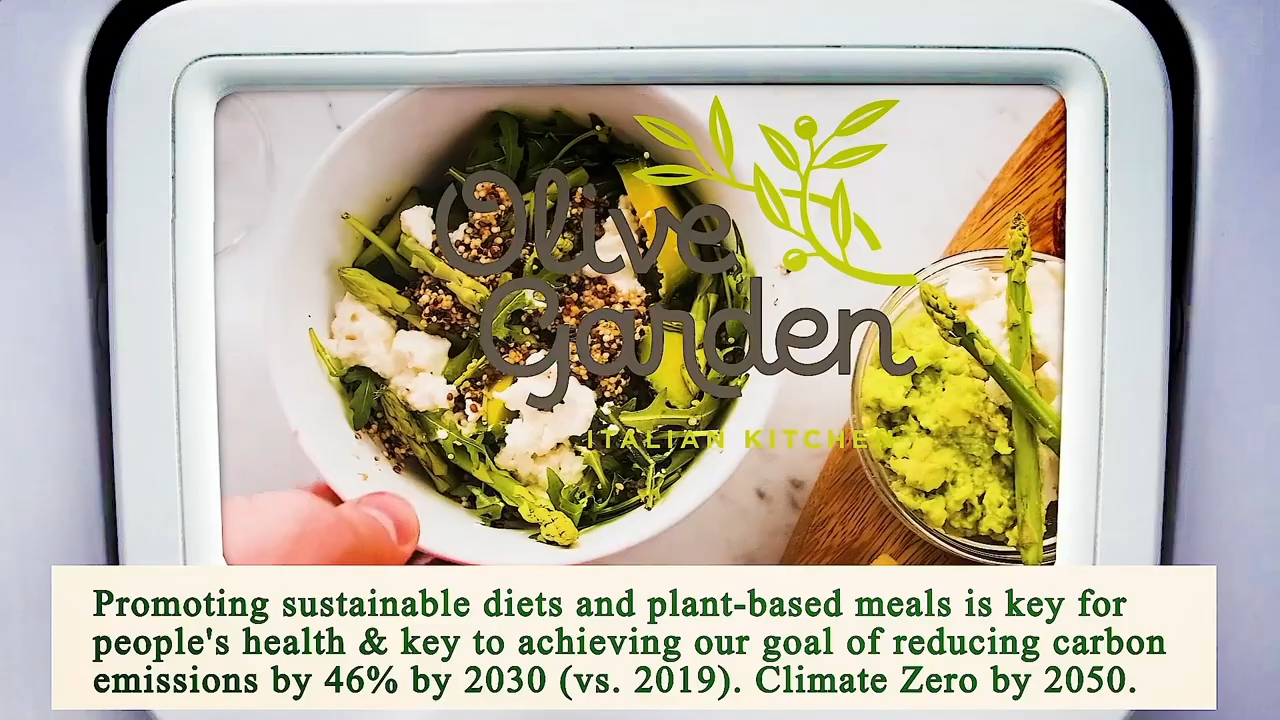 Olive
Garden
ITALIAN KITCHEN
Promoting sustainable diets and plant-based meals is key for
people's health & key to achieving our goal of reducing carbon
emissions by 46% by 2030 (vs. 2019). Climate Zero by 2050.